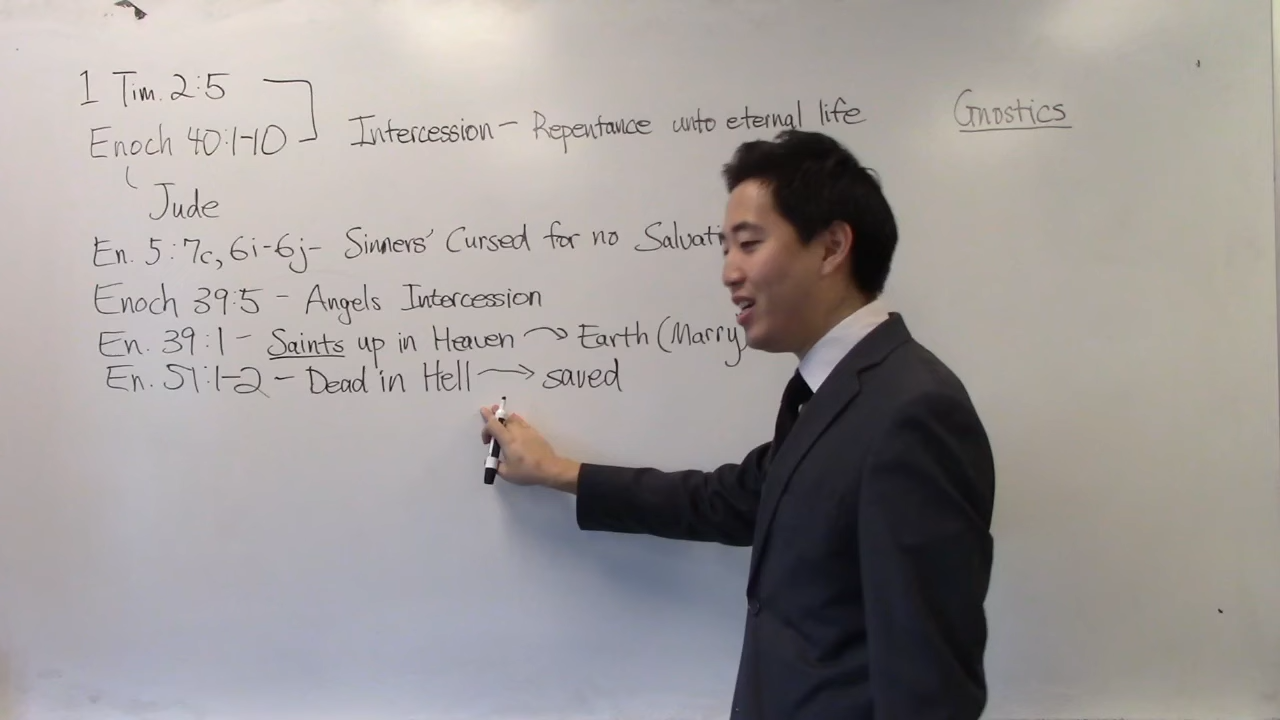 1 Tim. 2:5
Enoch 40:1-10
Intercession - Repentance unto eternal life
Gnostics
Jude
En. 5:7c, 6i-6j- Sinners' Cursed for no Salvati
Enoch 39:5 - Angels Intercession
En. 39:1 - Saints up in Heaven → Earth (Marry)
En. 51:1-2 - Dead in Hell → saved